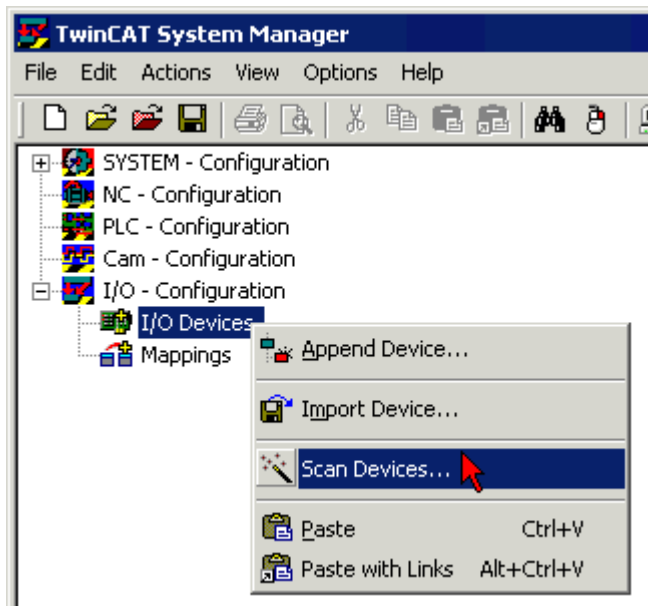 TwinCAT System Manager
File Edit Actions View Options Help
SYSTEM - Configuration
NC - Configuration
PLC - Configuration
Cam - Configuration
I/O - Configuration
I/O Devices
Mappings
Append Device...
Import Device...
Scan Devices...
Paste Ctrl+V
Paste with Links Alt+Ctrl+V